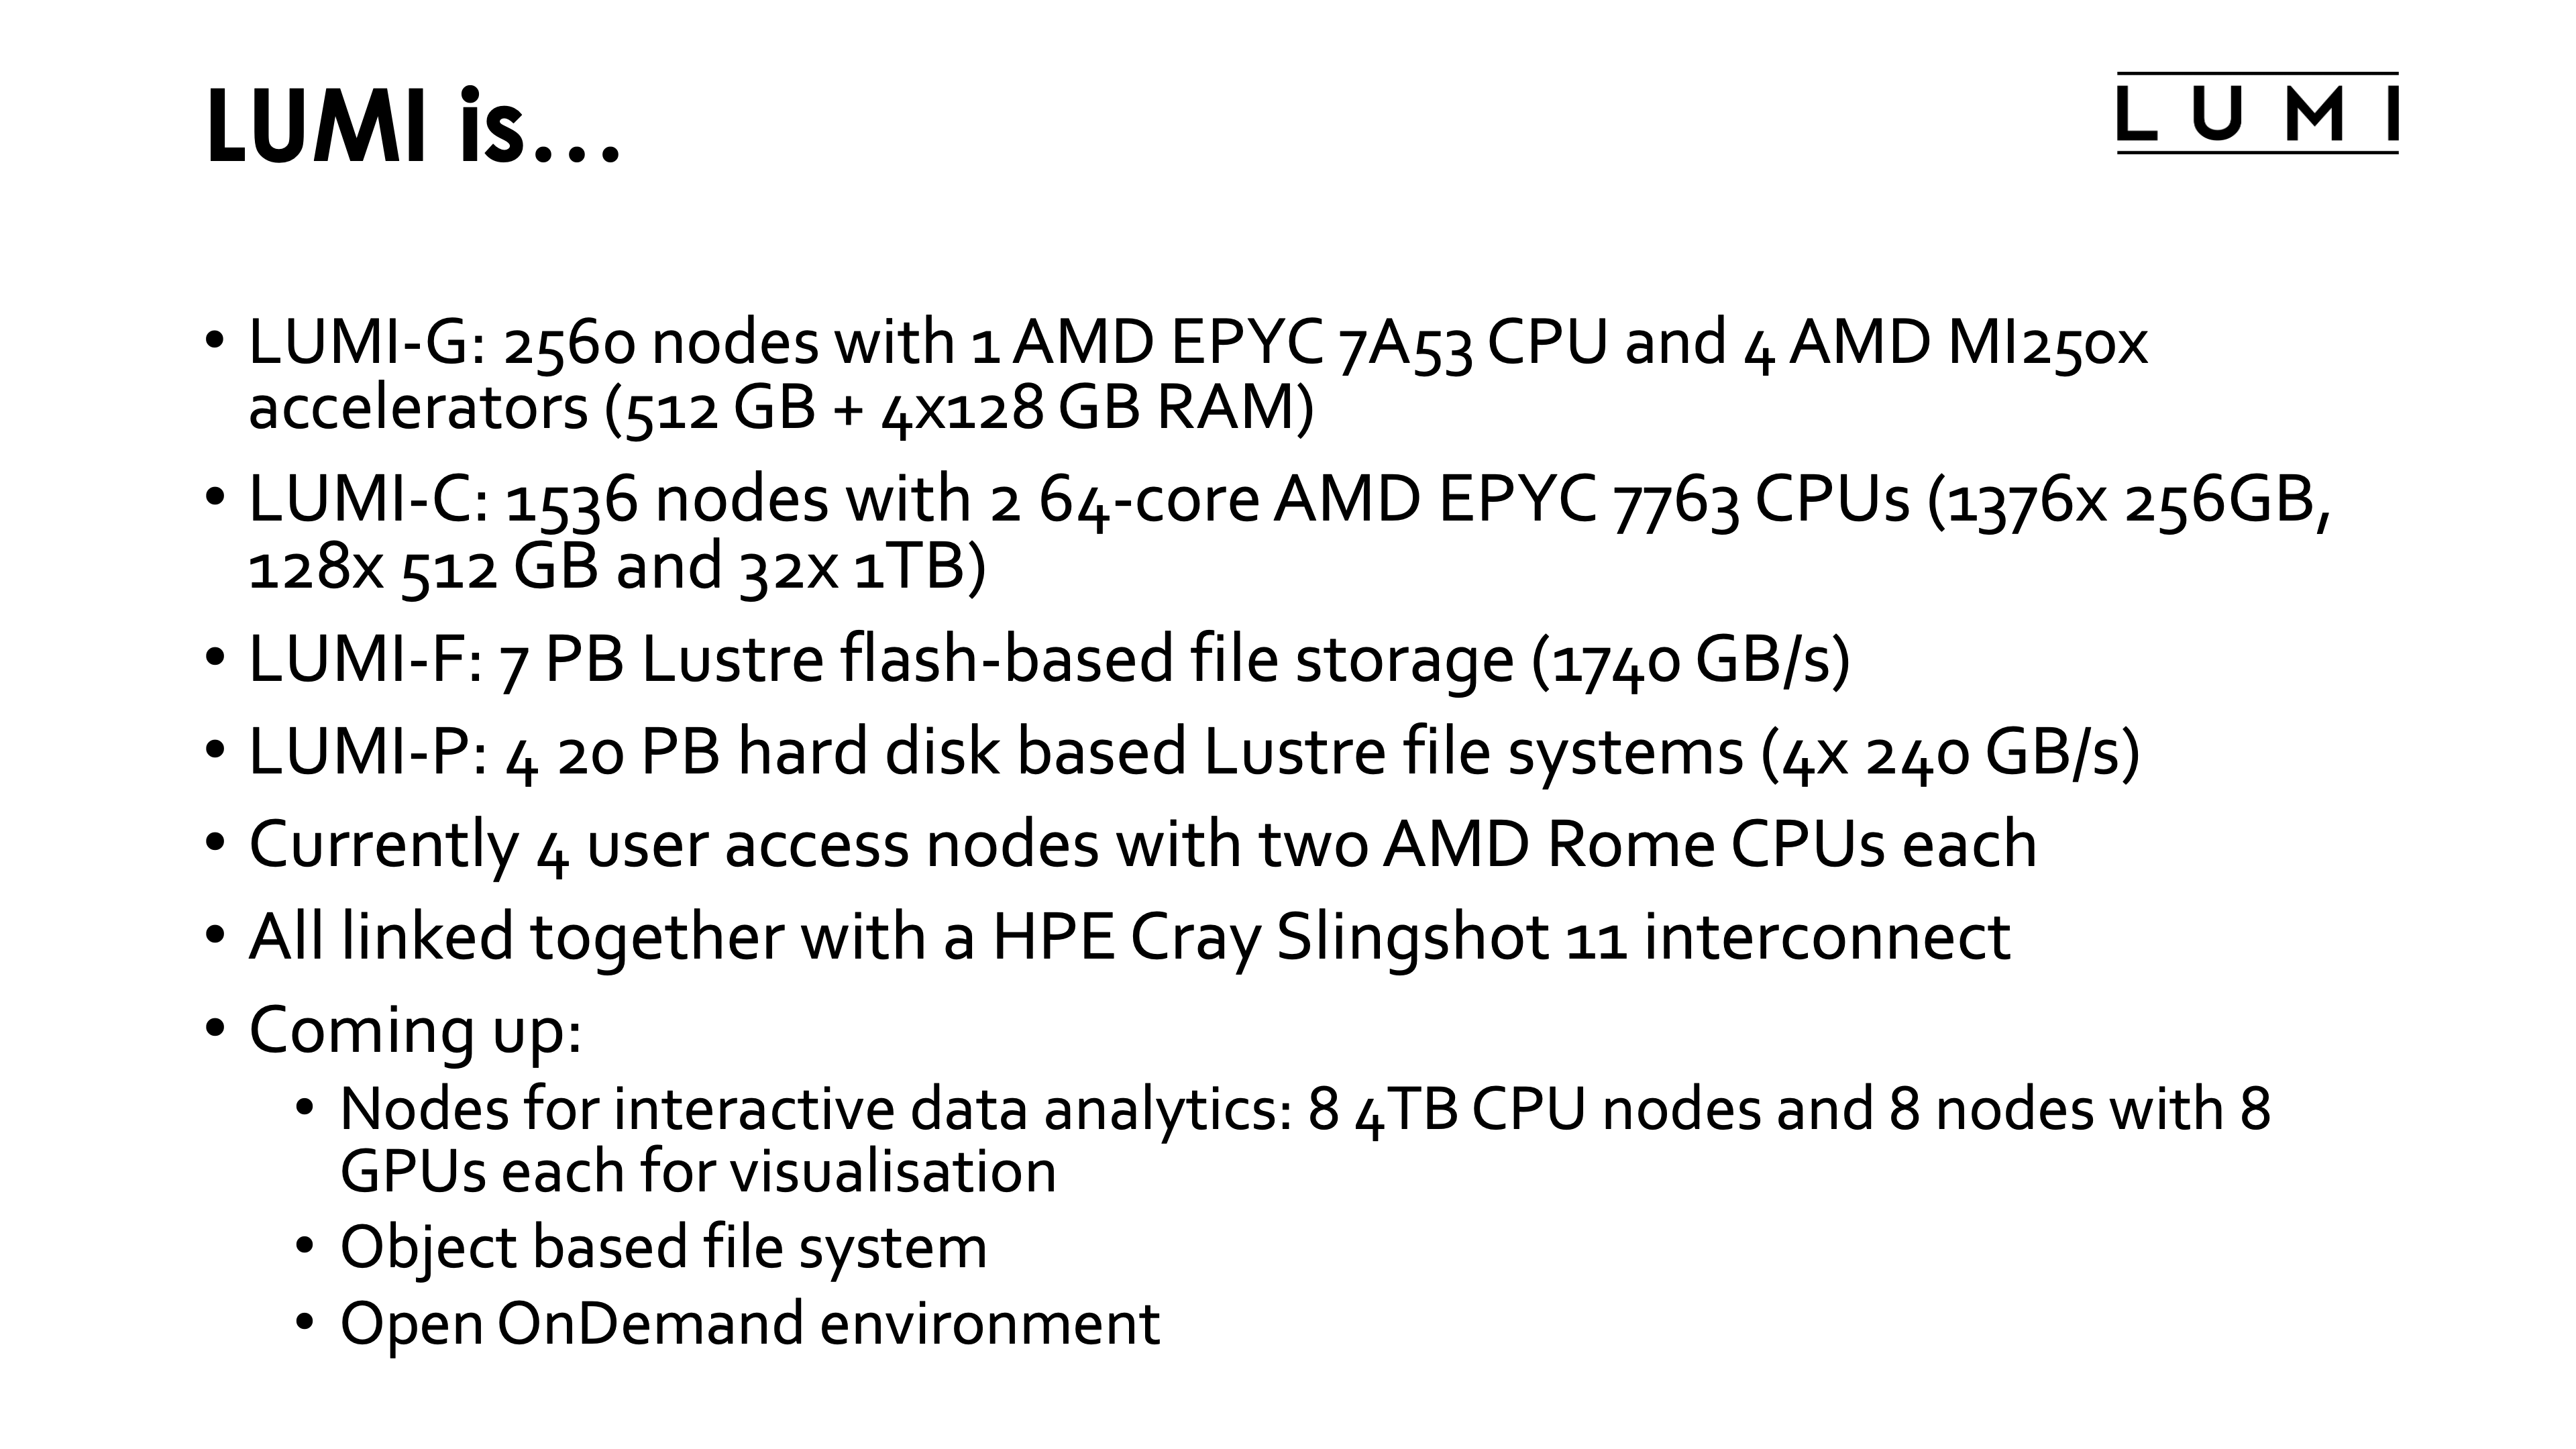 LUMI is...
LUMI
• LUMI-G: 2560 nodes with 1 AMD EPYC 7A53 CPU and 4 AMD MI250x
accelerators (512 GB + 4x128 GB RAM)
• LUMI-C: 1536 nodes with 2 64-core AMD EPYC 7763 CPUs (1376x 256GB,
128x 512 GB and 32x 1TB)
• LUMI-F: 7 PB Lustre flash-based file storage (1740 GB/s)
• LUMI-P: 4 20 PB hard disk based Lustre file systems (4x 240 GB/s)
• Currently 4 user access nodes with two AMD Rome CPUs each
• All linked together with a HPE Cray Slingshot 11 interconnect
• Coming up:
• Nodes for interactive data analytics: 8 4TB CPU nodes and 8 nodes with 8
GPUs each for visualisation
• Object based file system
• Open OnDemand environment